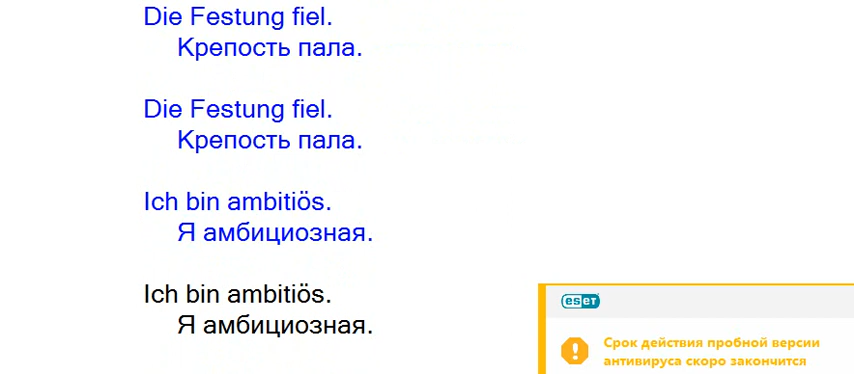 Die Festung fiel.
Крепость пала.
Die Festung fiel.
Крепость пала.
Ich bin ambitiös.
Я амбициозная.
Ich bin ambitiös.
Я амбициозная.
eset
Срок действия пробной версии
антивируса скоро закончится